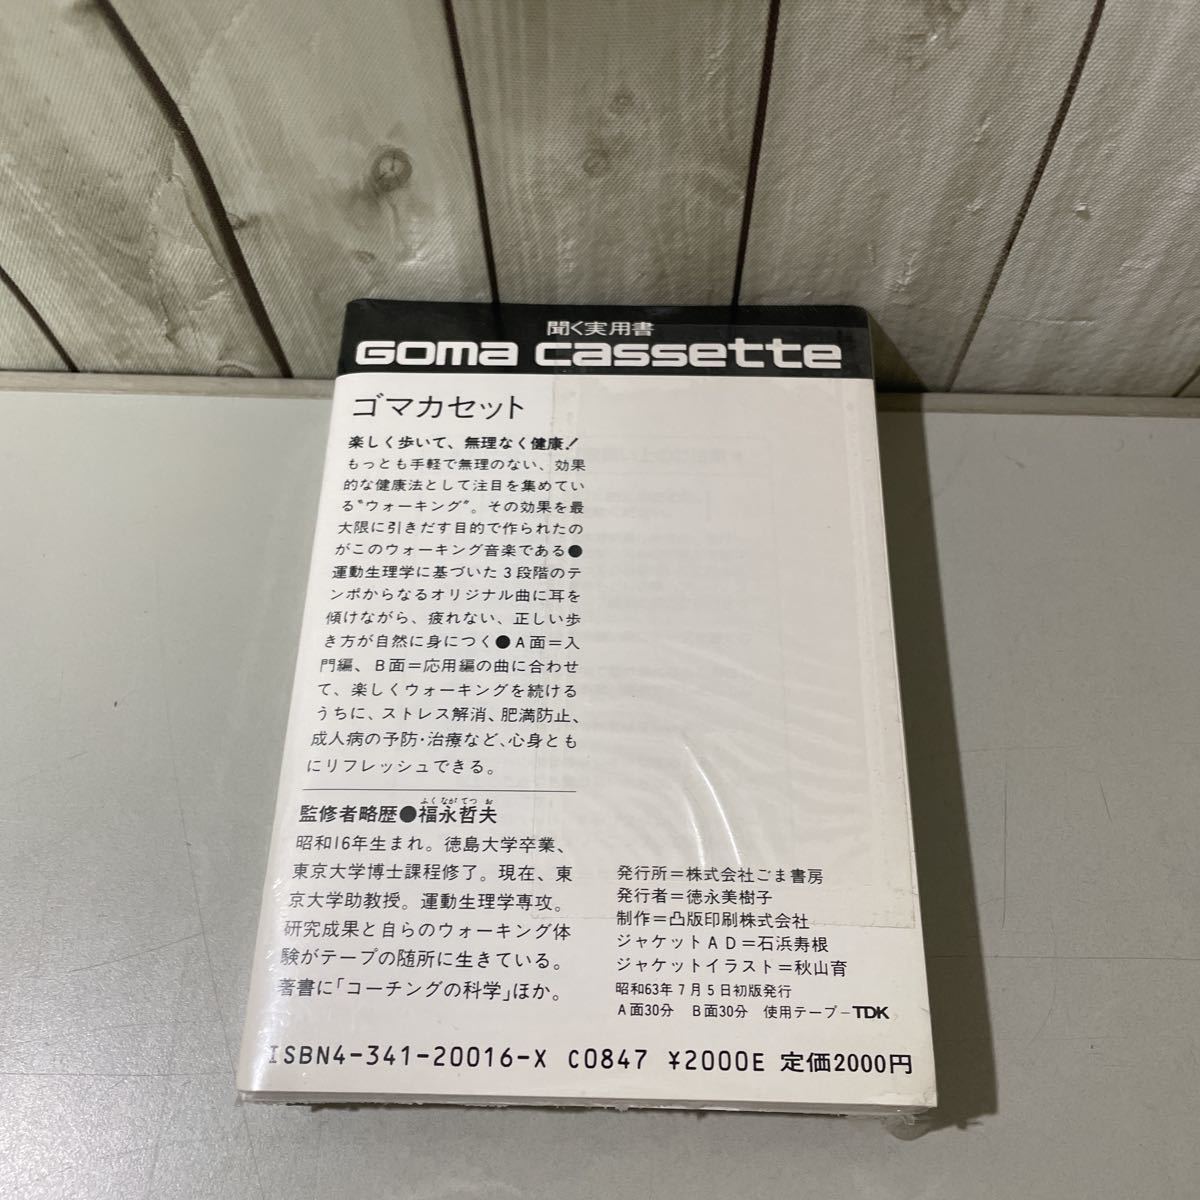 聞く実用書
GOMA CASSETTE
ゴマカセット
楽しく歩いて、無理なく健康！
もっとも手軽で無理のない、効果
的な健康法として注目を集めてい
る“ウォーキング”。その効果を最
大限に引きだす目的で作られたの
がこのウォーキング音楽である●
運動生理学に基づいた3段階のテ
ンポからなるオリジナル曲に耳を
傾けながら、疲れない、正しい歩
き方が自然に身につく●A面＝入
門編、B面＝応用編の曲に合わせ
て、楽しくウォーキングを続ける
うちに、ストレス解消、肥満防止、
成人病の予防・治療など、心身とも
にリフレッシュできる。
ふくながてつお
監修者略歴●福永哲夫
昭和16年生まれ。徳島大学卒業、
東京大学博士課程修了。現在、東
京大学助教授。運動生理学専攻。
研究成果と自らのウォーキング体
験がテープの随所に生きている。
著書に「コーチングの科学」ほか。
発行所＝株式会社ごま書房
発行者＝徳永美樹子
制作＝凸版印刷株式会社
ジャケットAD＝石浜寿根
ジャケットイラスト＝秋山育
昭和63年7月5日初版発行
A面30分 B面30分 使用テープ－TDK
ISBN4-341-20016-X C0847 ¥2000E 定価2000円